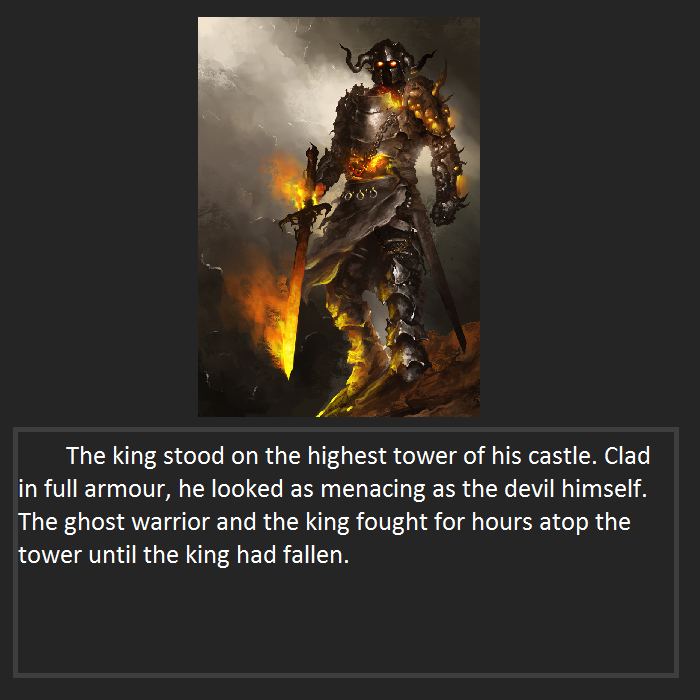 The king stood on the highest tower of his castle. Clad
in full armour, he looked as menacing as the devil himself.
The ghost warrior and the king fought for hours atop the
tower until the king had fallen.